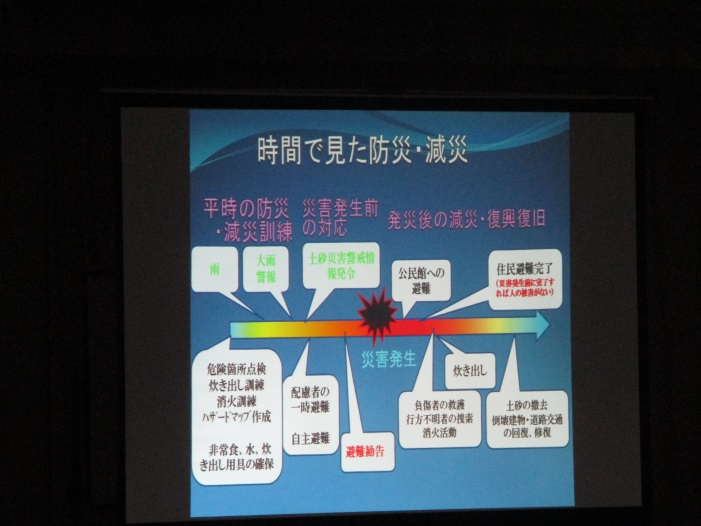 時間で見た防災・減災
平時の防災
・減災訓練
災害発生前
の対応
発災後の減災・復興復旧
雨
大雨
警報
土砂災害警戒情
報発令
公民館への
避難
住民避難完了
(災害発生前に完了す
れば人の被害がない)
災害発生
危険箇所点検
炊き出し訓練
消火訓練
ハザードマップ作成
非常食、水、炊
き出し用具の確保
配慮者の
一時避難
自主避難
避難勧告
負傷者の救護
行方不明者の捜索
消火活動
炊き出し
土砂の撤去
倒壊建物・道路交通
の回復、修復